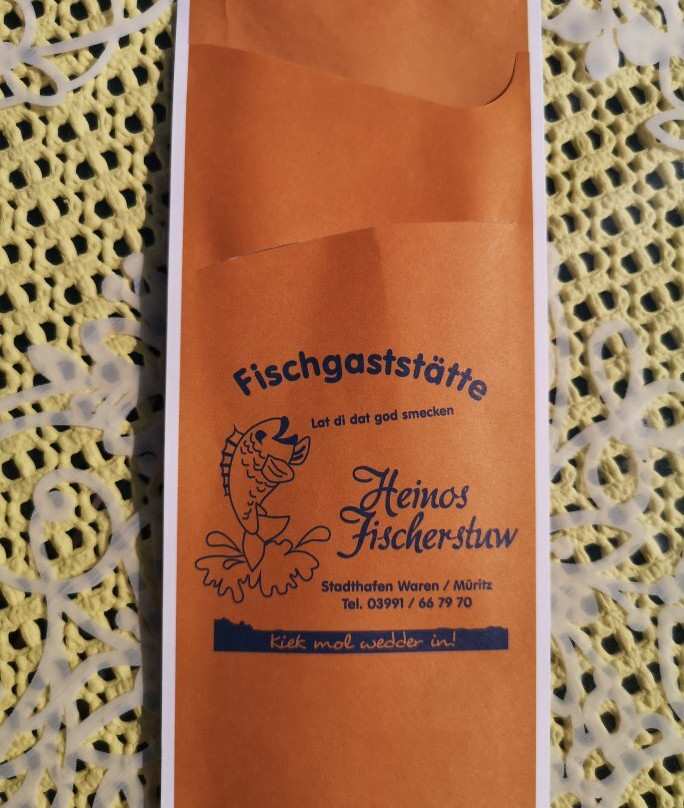 Fischgaststätte
Lat di dat god smecken
Heinos
Fischerstuw
Stadthafen Waren / Müritz
Tel. 03991 / 66 79 70
Kiek mol wedder in!